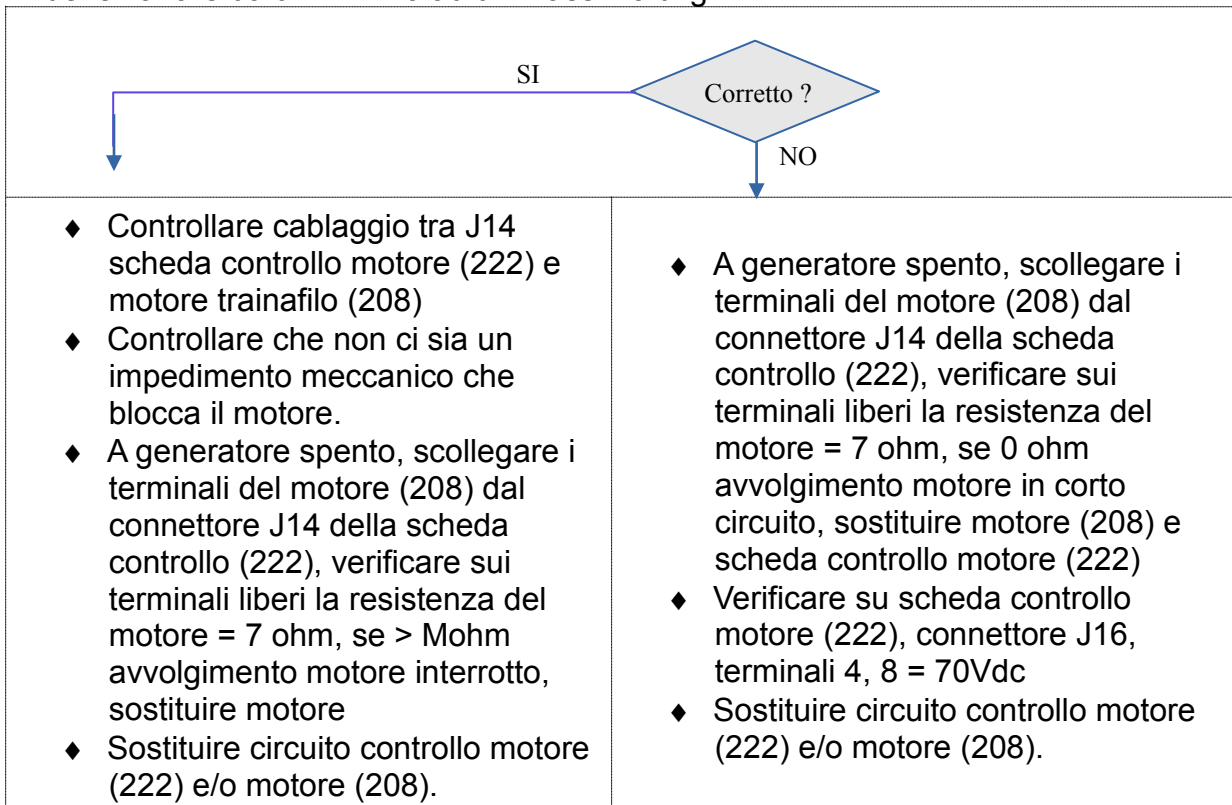 SI
Corretto ?
NO
♦ Controllare cablaggio tra J14
scheda controllo motore (222) e
motore trainafilo (208)
♦ Controllare che non ci sia un
impedimento meccanico che
blocca il motore.
♦ A generatore spento, scollegare i
terminali del motore (208) dal
connettore J14 della scheda
controllo (222), verificare sui
terminali liberi la resistenza del
motore = 7 ohm, se > Mohm
avvolgimento motore interrotto,
sostituire motore
♦ Sostituire circuito controllo motore
(222) e/o motore (208).
♦ A generatore spento, scollegare i
terminali del motore (208) dal
connettore J14 della scheda
controllo (222), verificare sui
terminali liberi la resistenza del
motore = 7 ohm, se 0 ohm
avvolgimento motore in corto
circuito, sostituire motore (208) e
scheda controllo motore (222)
♦ Verificare su scheda controllo
motore (222), connettore J16,
terminali 4, 8 = 70Vdc
♦ Sostituire circuito controllo motore
(222) e/o motore (208).